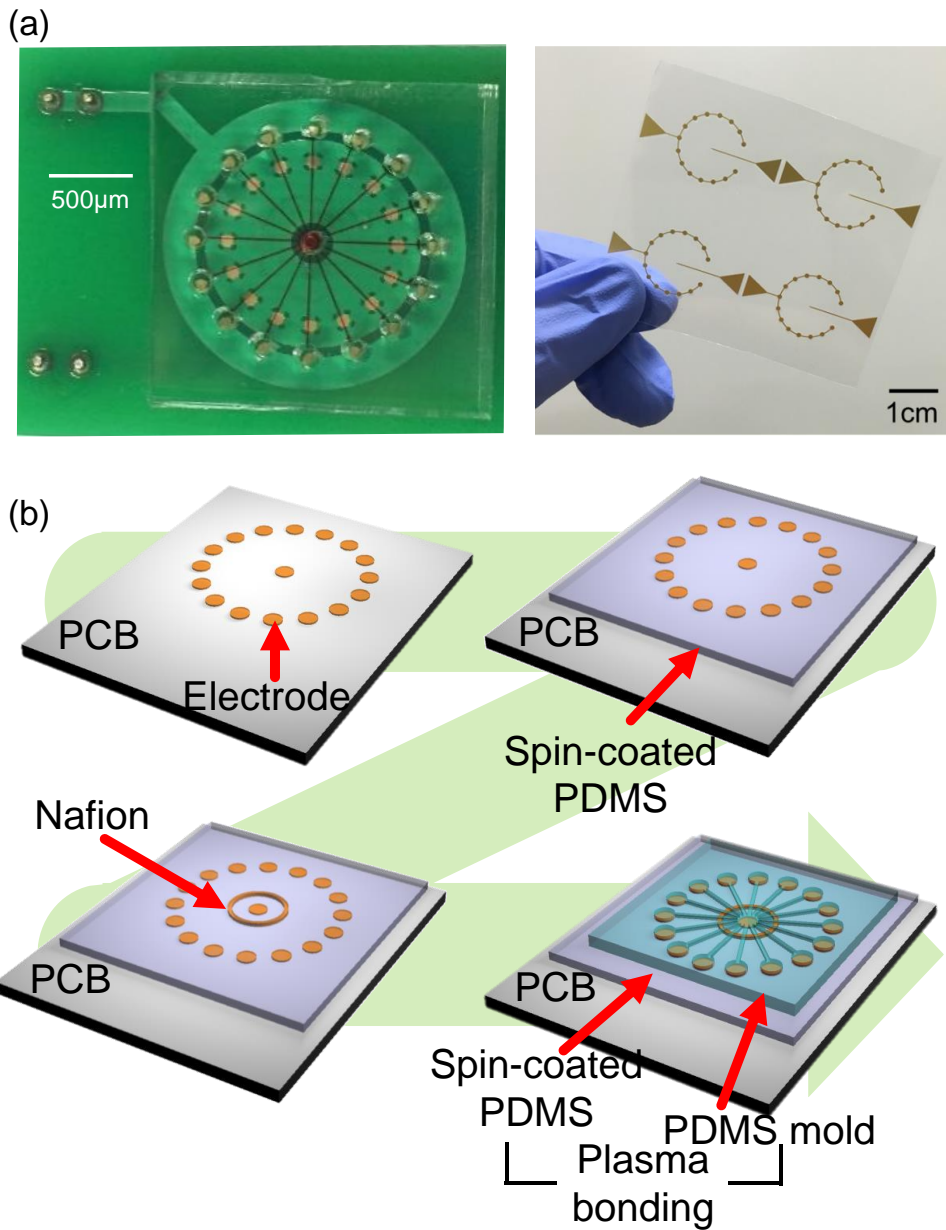 (a)
500μm
1cm
(b)
PCB
Electrode
PCB
Spin-coated
PDMS
Nafion
PCB
PCB
Spin-coated
PDMS
PDMS mold
Plasma
bonding